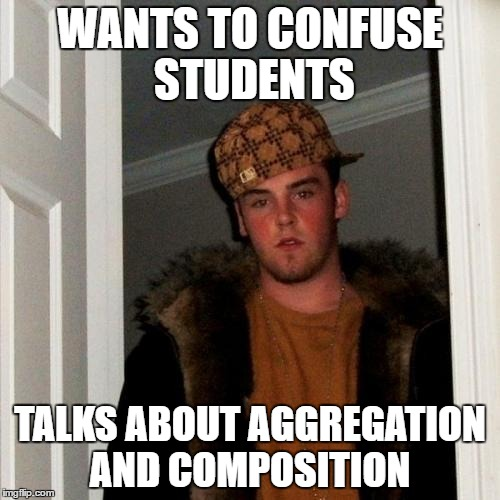 WANTS TO CONFUSE
STUDENTS
TALKS ABOUT AGGREGATION
AND COMPOSITION
imgflip.com